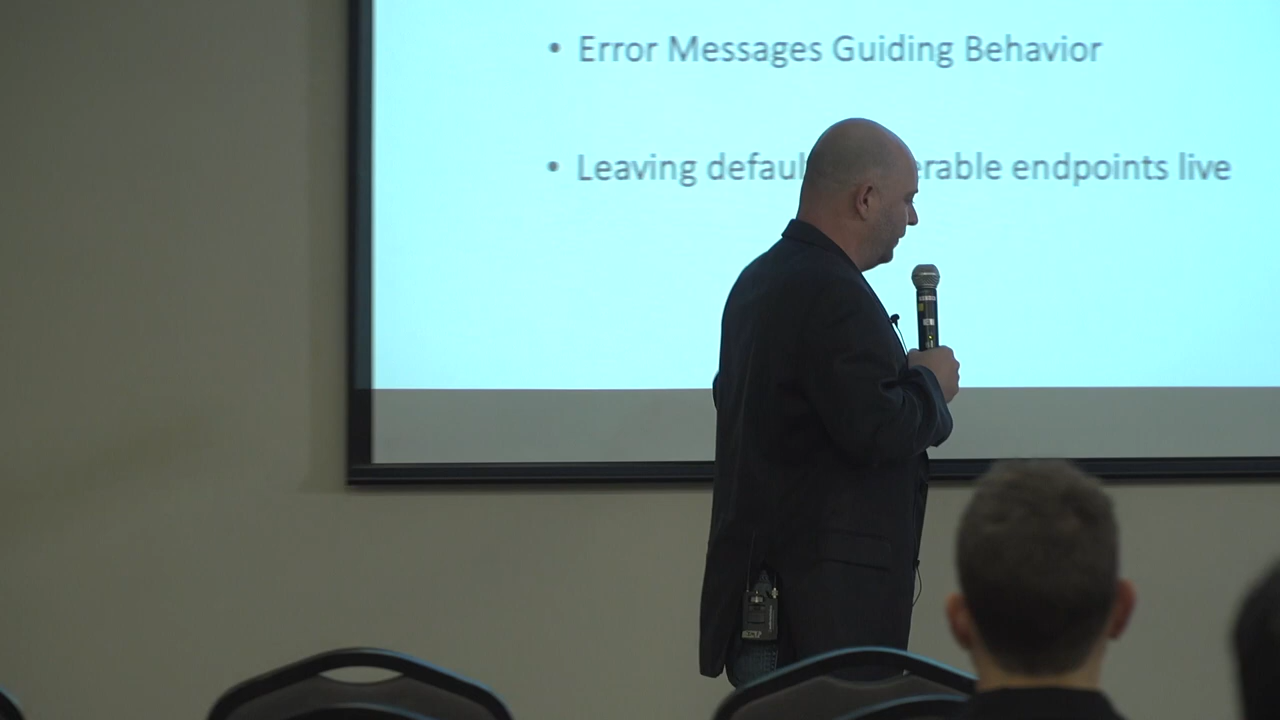 • Error Messages Guiding Behavior
• Leaving defaul erable endpoints live